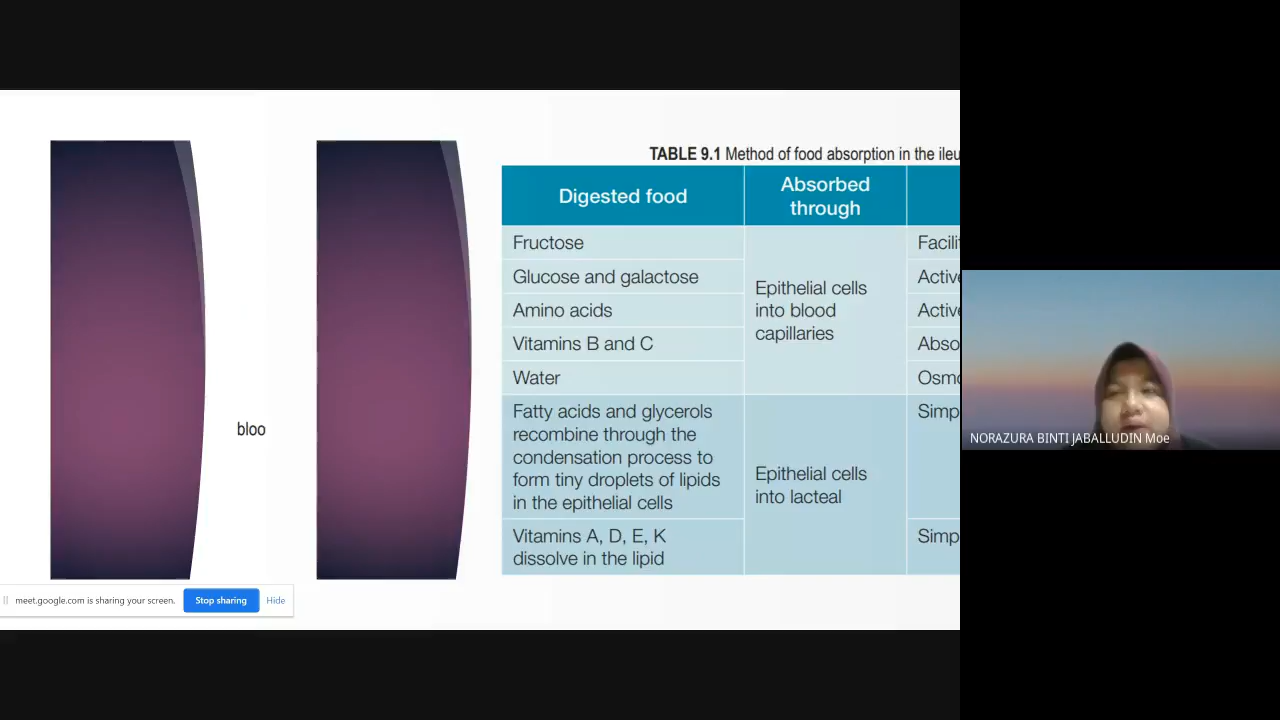 TABLE 9.1 Method of food absorption in the ileu
Digested food
Absorbed
through
Fructose
Facili
Glucose and galactose
Active
Amino acids
Active
Vitamins B and C
Abso
Water
Osmo
Epithelial cells
into blood
capillaries
Fatty acids and glycerols
recombine through the
condensation process to
form tiny droplets of lipids
in the epithelial cells
Simp
Epithelial cells
into lacteal
Vitamins A, D, E, K
dissolve in the lipid
Simp
bloo
meet.google.com is sharing your screen.
Stop sharing
Hide
NORAZURA BINTI JABALLUDIN Moe